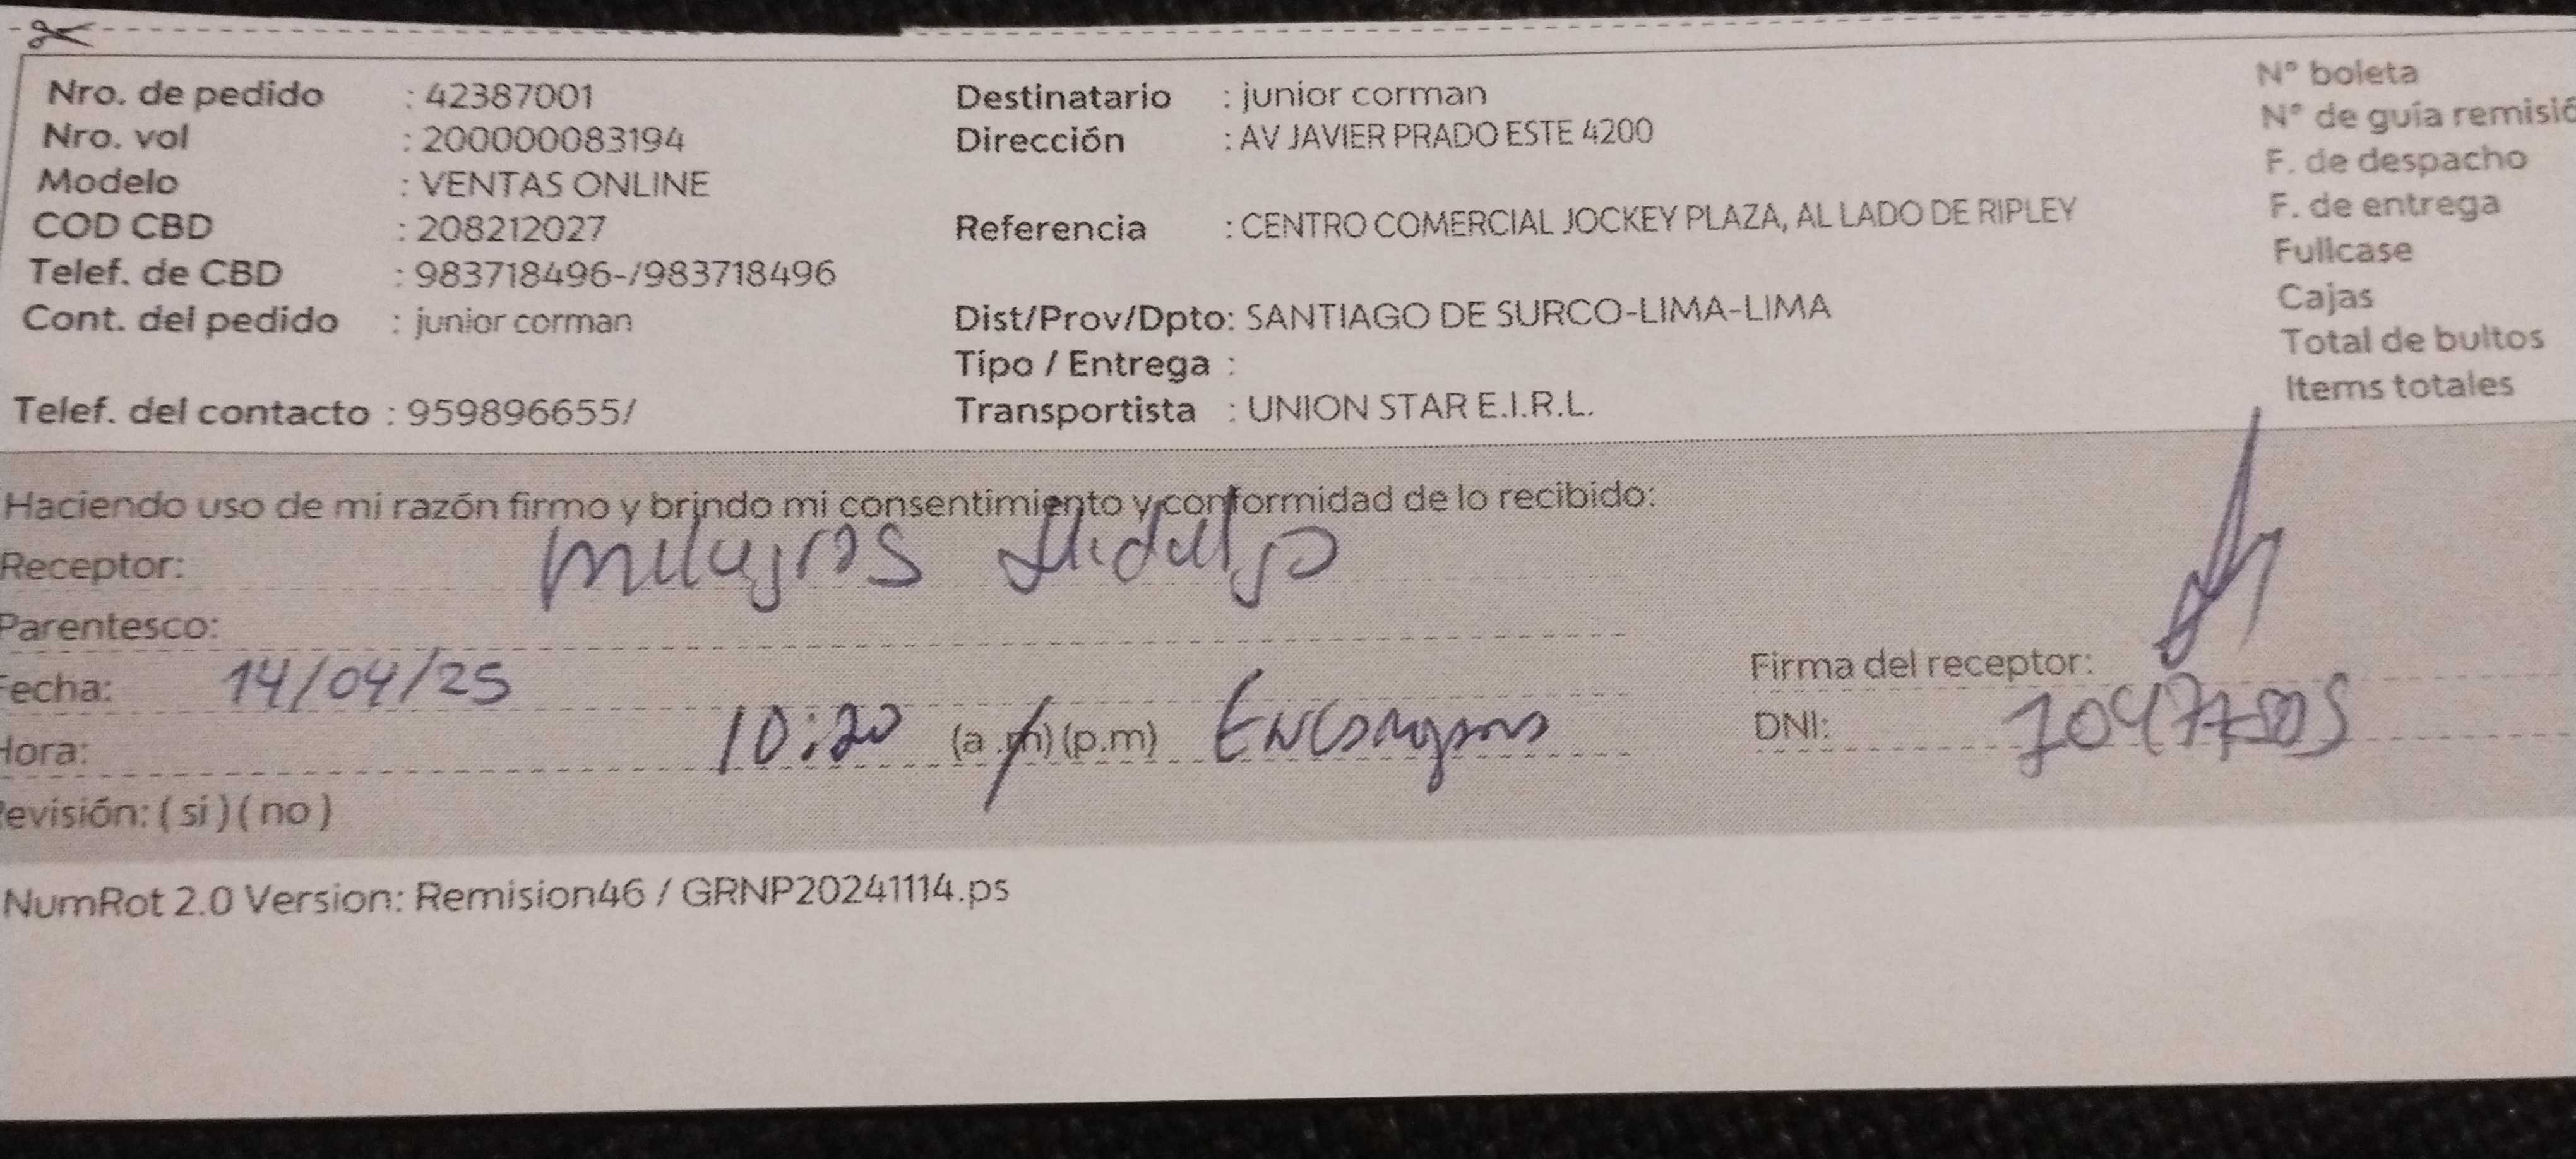 Nro. de pedido : 42387001
Nro. vol : 200000083194
Modelo : VENTAS ONLINE
COD CBD : 208212027
Telef. de CBD : 983718496-/983718496
Cont. del pedido : junior corman
Telef. del contacto : 959896655/
Destinatario : junior corman
Dirección : AV JAVIER PRADO ESTE 4200
Referencia : CENTRO COMERCIAL JOCKEY PLAZA, AL LADO DE RIPLEY
Dist/Prov/Dpto: SANTIAGO DE SURCO-LIMA-LIMA
Tipo / Entrega :
Transportista : UNION STAR E.I.R.L.
N° boleta
N° de guía remisió
F. de despacho
F. de entrega
Fullcase
Cajas
Total de bultos
Items totales
Haciendo uso de mi razón firmo y brindo mi consentimiento y conformidad de lo recibido:
Receptor: milagros Hidalgo
Parentesco:
Fecha: 14/04/25
Hora: 10:20 (a.m) (p.m)
Revisión: ( si ) ( no )
Firma del receptor:
DNI:
NumRot 2.0 Version: Remision46 / GRNP20241114.ps